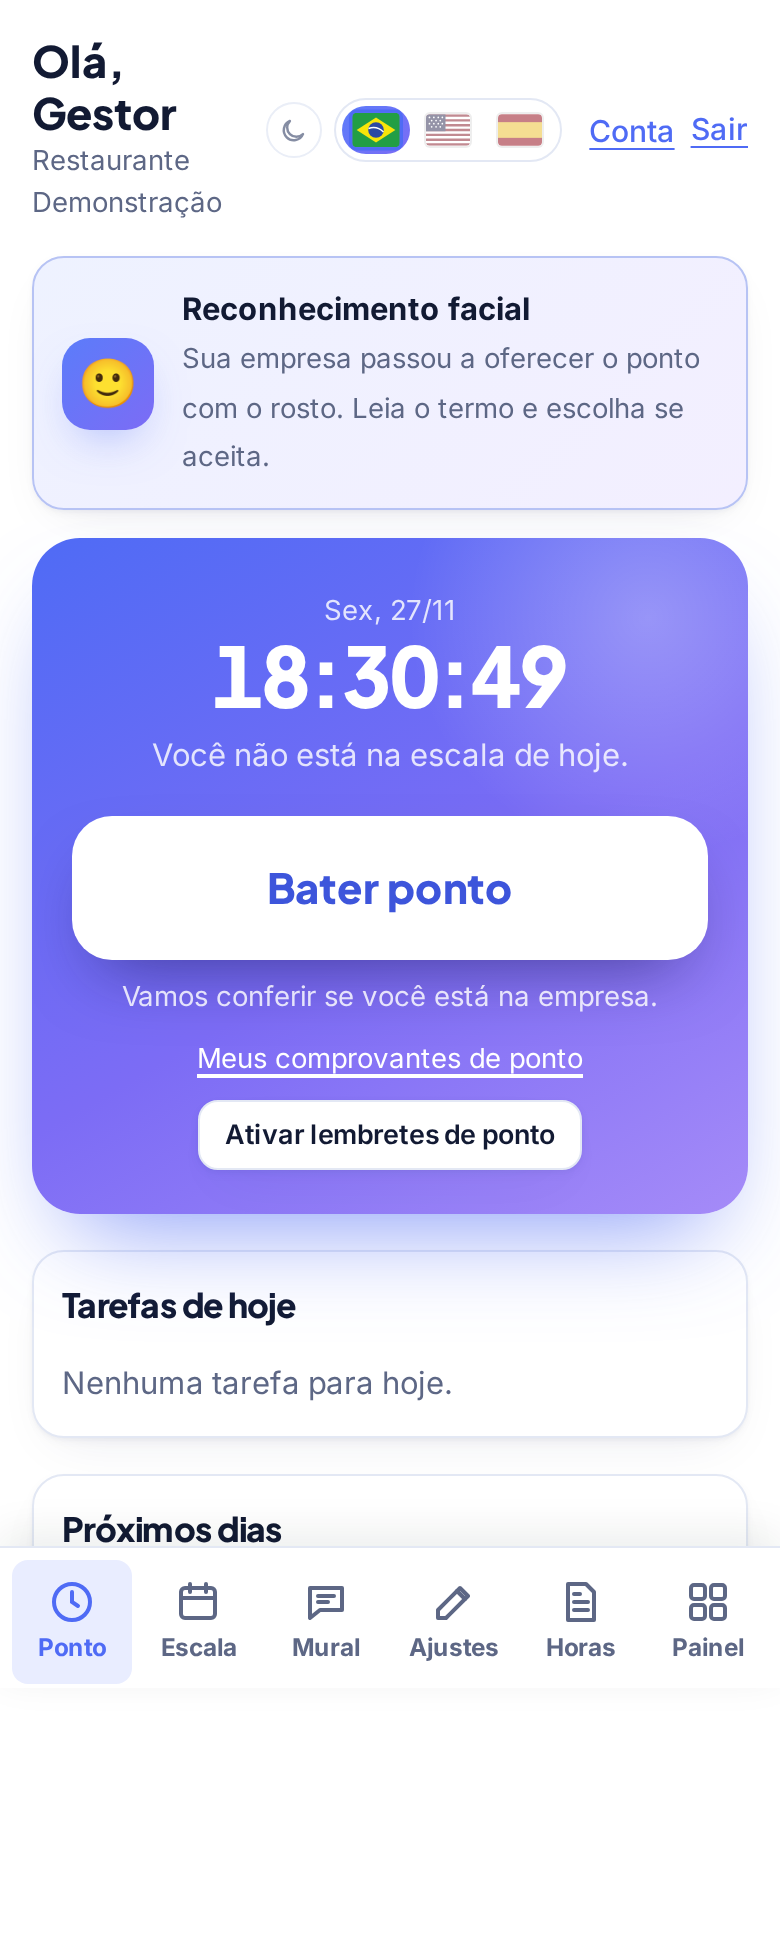 Olá,
Gestor
Restaurante
Demonstração
Conta
Sair
Reconhecimento facial
Sua empresa passou a oferecer o ponto
com o rosto. Leia o termo e escolha se
aceita.
Sex, 27/11
18:30:49
Você não está na escala de hoje.
Bater ponto
Vamos conferir se você está na empresa.
Meus comprovantes de ponto
Ativar lembretes de ponto
Tarefas de hoje
Nenhuma tarefa para hoje.
Próximos dias
Ponto
Escala
Mural
Ajustes
Horas
Painel